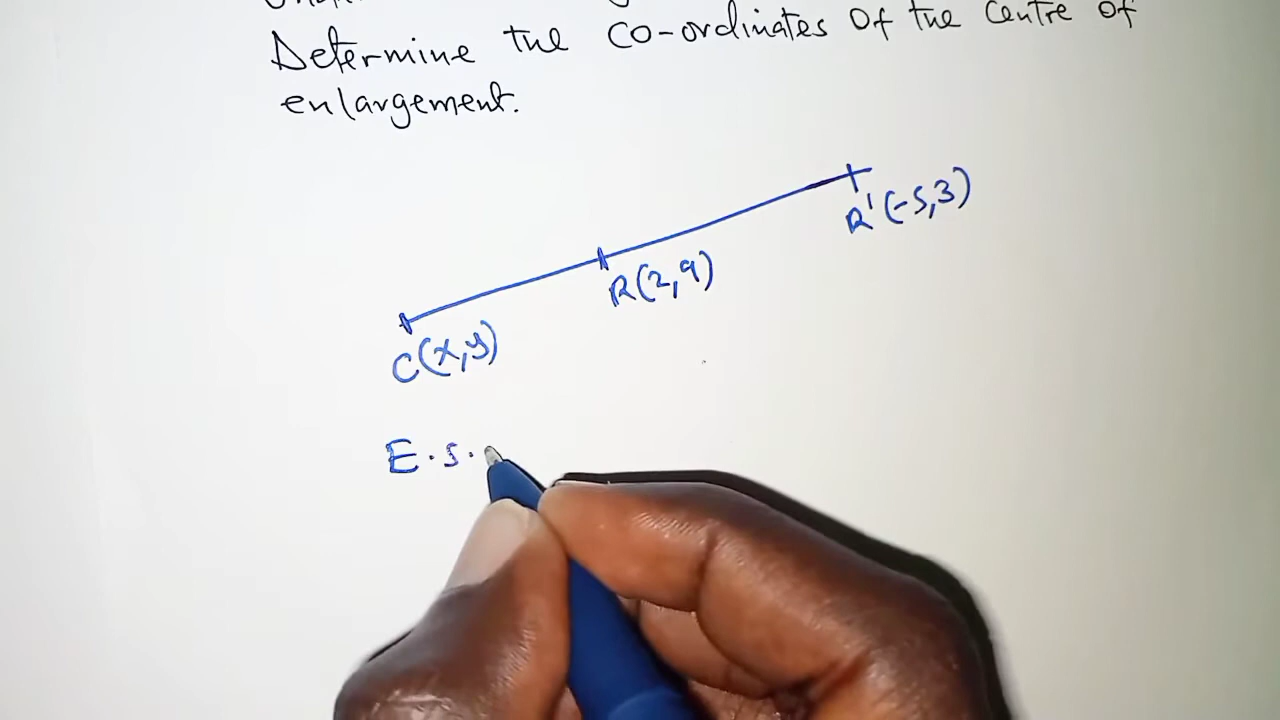 Determine the co-ordinates of the centre of
enlargement.
R'(-5,3)
R(2,9)
C(x,y)
E.S.